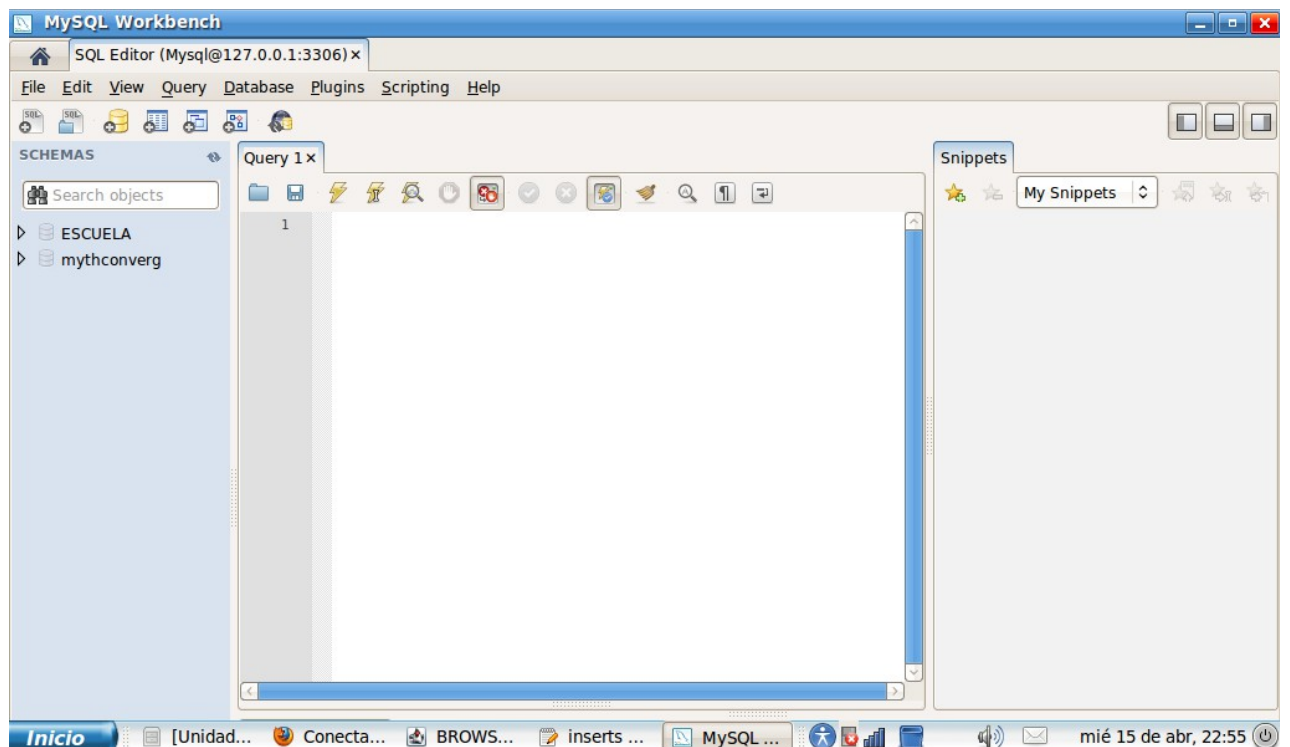 MySQL Workbench
SQL Editor (Mysql@127.0.0.1:3306) ×
File Edit View Query Database Plugins Scripting Help
SCHEMAS
Search objects
ESCUELA
mythconverg
Query 1 ×
1
Snippets
My Snippets
Inicio [Unidad... Conecta... BROWS... inserts ... MySQL ... mié 15 de abr, 22:55